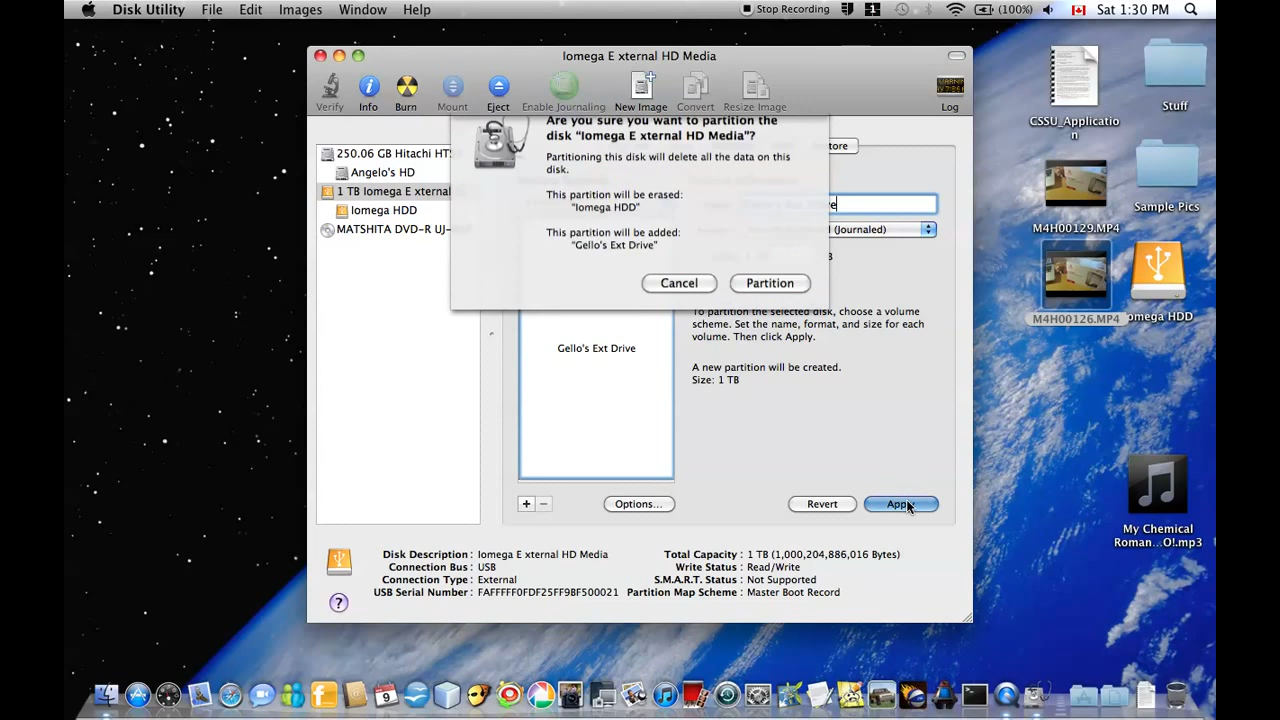 Disk Utility File Edit Images Window Help
Stop Recording 1 (100%) Sat 1:30 PM
Iomega E xternal HD Media
Verify Info Burn Mount Eject Enable Journaling New Image Convert Resize Image Log
250.06 GB Hitachi HTS
Angelo's HD
1 TB Iomega E xternal
Iomega HDD
MATSHITA DVD-R UJ-
Are you sure you want to partition the
disk “Iomega E xternal HD Media”?
Partitioning this disk will delete all the data on this
disk.
This partition will be erased:
“Iomega HDD”
This partition will be added:
“Gello's Ext Drive”
Cancel Partition
(Journaled)
To partition the selected disk, choose a volume
scheme. Set the name, format, and size for each
volume. Then click Apply.
A new partition will be created.
Size: 1 TB
Gello's Ext Drive
+ − Options... Revert Apply
Disk Description : Iomega E xternal HD Media
Connection Bus : USB
Connection Type : External
USB Serial Number : FAFFFF0FDF25FF9BF500021
Total Capacity : 1 TB (1,000,204,886,016 Bytes)
Write Status : Read/Write
S.M.A.R.T. Status : Not Supported
Partition Map Scheme : Master Boot Record
?
CSSU_Applicatio
n
Stuff
M4H00129.MP4
Sample Pics
M4H00126.MP4
omega HDD
My Chemical
Roman...O!.mp3
9